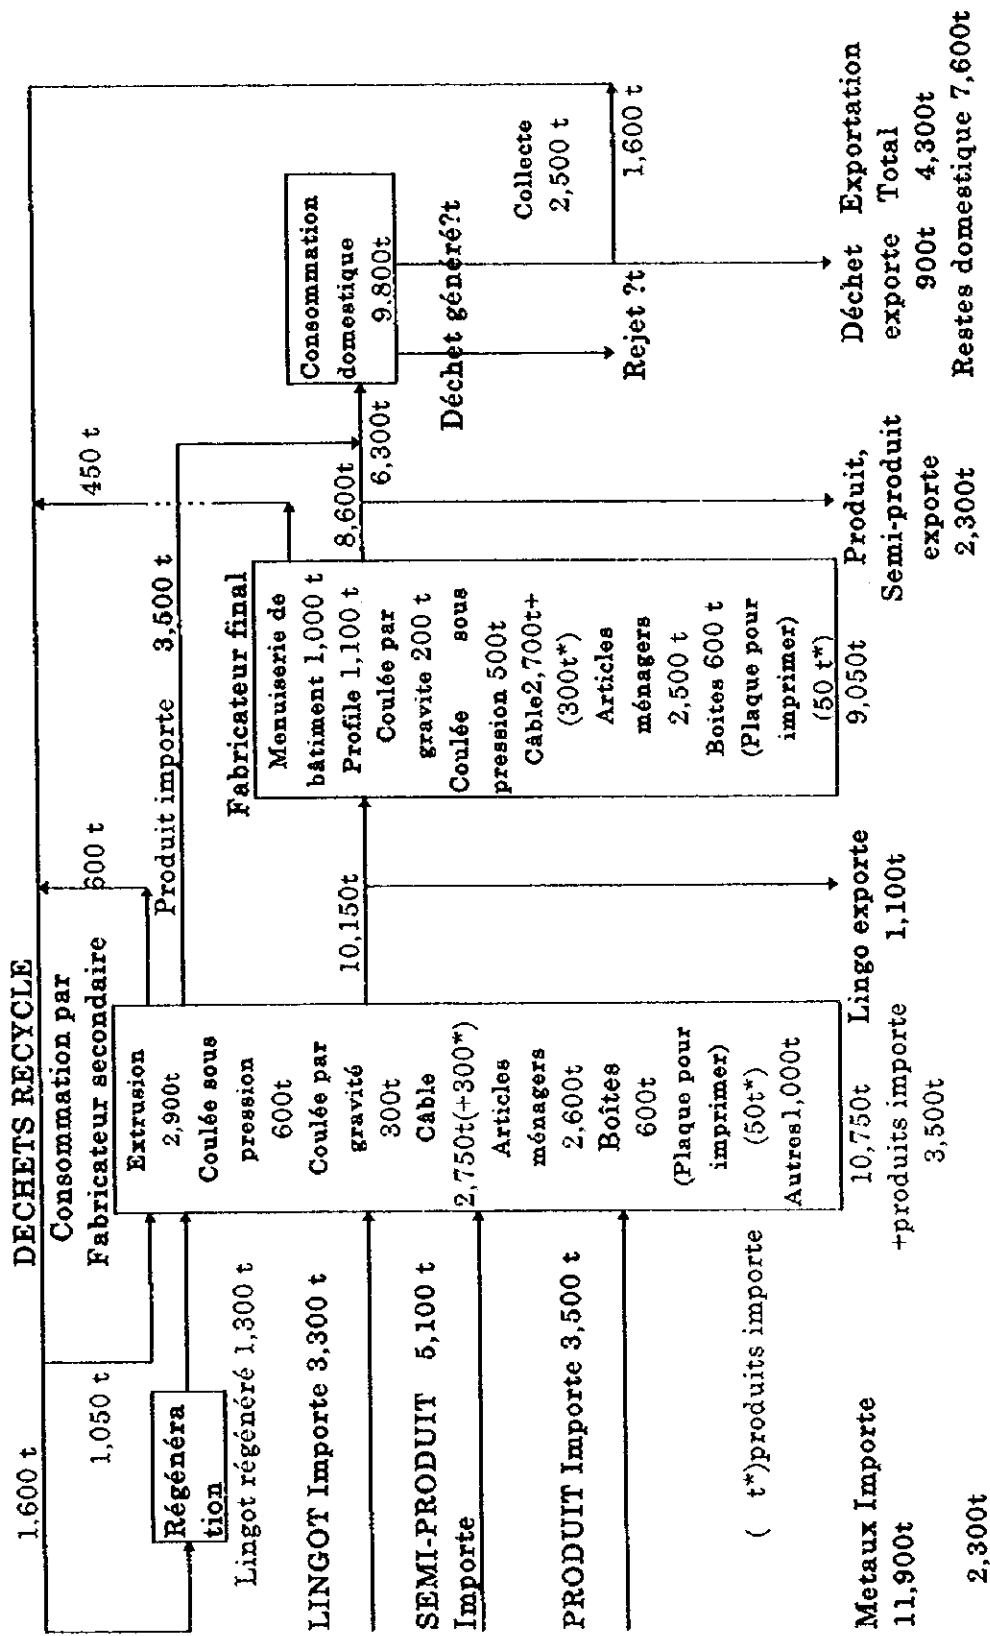 DECHETS RECYCLE
1.600 t
1,050 t
Régénéra
tion
Lingot régénéré 1,300 t
LINGOT Importe 3,300 t
SEMI-PRODUIT 5,100 t
Importe
PRODUIT Importe 3,500 t
( t*)produits importe
Metaux Importe
11,900t
2,300t
Consommation par
Fabricateur secondaire
Extrusion
2,900t
Coulée sous
pression
600t
Coulée par
gravité
300t
Câble
2,750t(+300*)
Articles
ménagers
2,600t
Boîtes
600t
(Plaque pour
imprimer)
(50t*)
Autres1,000t
10,750t
+produits importe
3,500t
600 t
Produit importe 3,500 t
10,150t
Lingo exporte
1,100t
Fabricateur final
Menuiserie de
bâtiment 1,000 t
Profile 1,100 t
Coulée par
gravite 200 t
Coulée sous
pression 500t
Câble2,700t+
(300t*)
Articles
ménagers
2,500 t
Boites 600 t
(Plaque pour
imprimer)
(50 t*)
9,050t
450 t
8,600t
6,300t
Produit,
Semi-produit
exporte
2,300t
Consommation
domestique
9.800t
Déchet généré?t
Rejet ?t
Collecte
2,500 t
1,600 t
Déchet Exportation
exporte Total
900t 4,300t
Restes domestique 7,600t